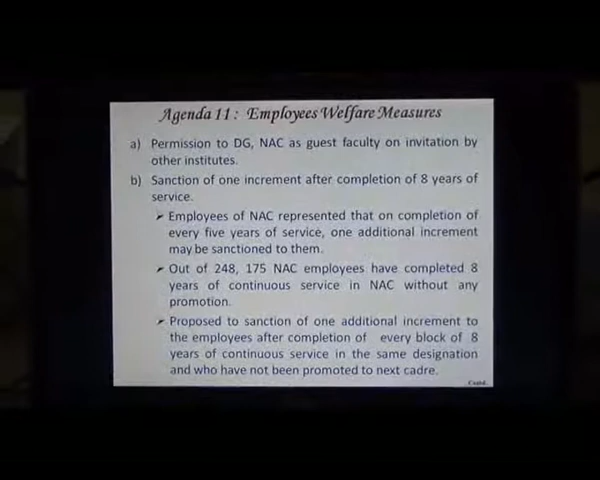 Agenda 11 : Employees Welfare Measures
a) Permission to DG, NAC as guest faculty on invitation by
other institutes.
b) Sanction of one increment after completion of 8 years of
service.
➤ Employees of NAC represented that on completion of
every five years of service, one additional increment
may be sanctioned to them.
➤ Out of 248, 175 NAC employees have completed 8
years of continuous service in NAC without any
promotion.
➤ Proposed to sanction of one additional increment to
the employees after completion of every block of 8
years of continuous service in the same designation
and who have not been promoted to next cadre.
Contd.